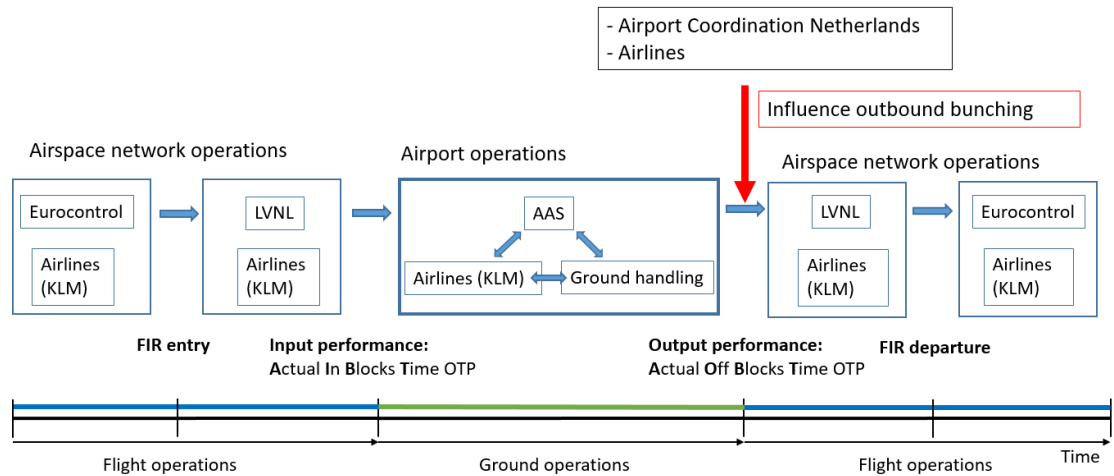 - Airport Coordination Netherlands
- Airlines
Influence outbound bunching
Airspace network operations
Airport operations
Airspace network operations
Eurocontrol
Airlines
(KLM)
LVNL
Airlines
(KLM)
AAS
Airlines (KLM)
Ground handling
LVNL
Airlines
(KLM)
Eurocontrol
Airlines
(KLM)
FIR entry
Input performance:
Actual In Blocks Time OTP
Output performance:
Actual Off Blocks Time OTP
FIR departure
Time
Flight operations
Ground operations
Flight operations